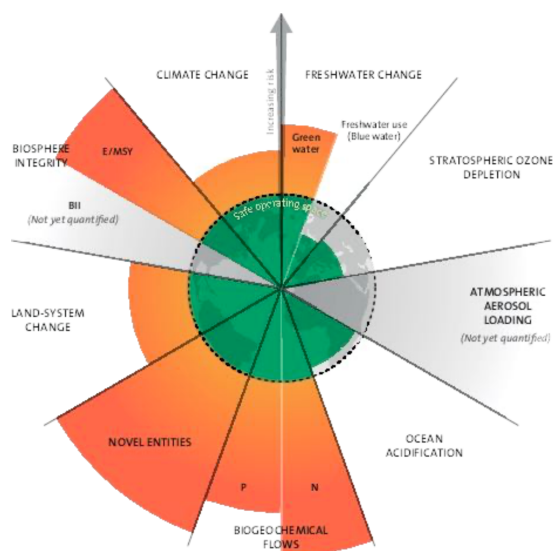 CLIMATE CHANGE
FRESHWATER CHANGE
Increasing risk
Freshwater use
(Blue water)
Green
water
E/MSY
BIOSPHERE
INTEGRITY
STRATOSPHERIC OZONE
DEPLETION
BII
(Not yet quantified)
Safe operating space
ATMOSPHERIC
AEROSOL
LOADING
(Not yet quantified)
LAND-SYSTEM
CHANGE
NOVEL ENTITIES
OCEAN
ACIDIFICATION
P
N
BIOGEOCHEMICAL
FLOWS